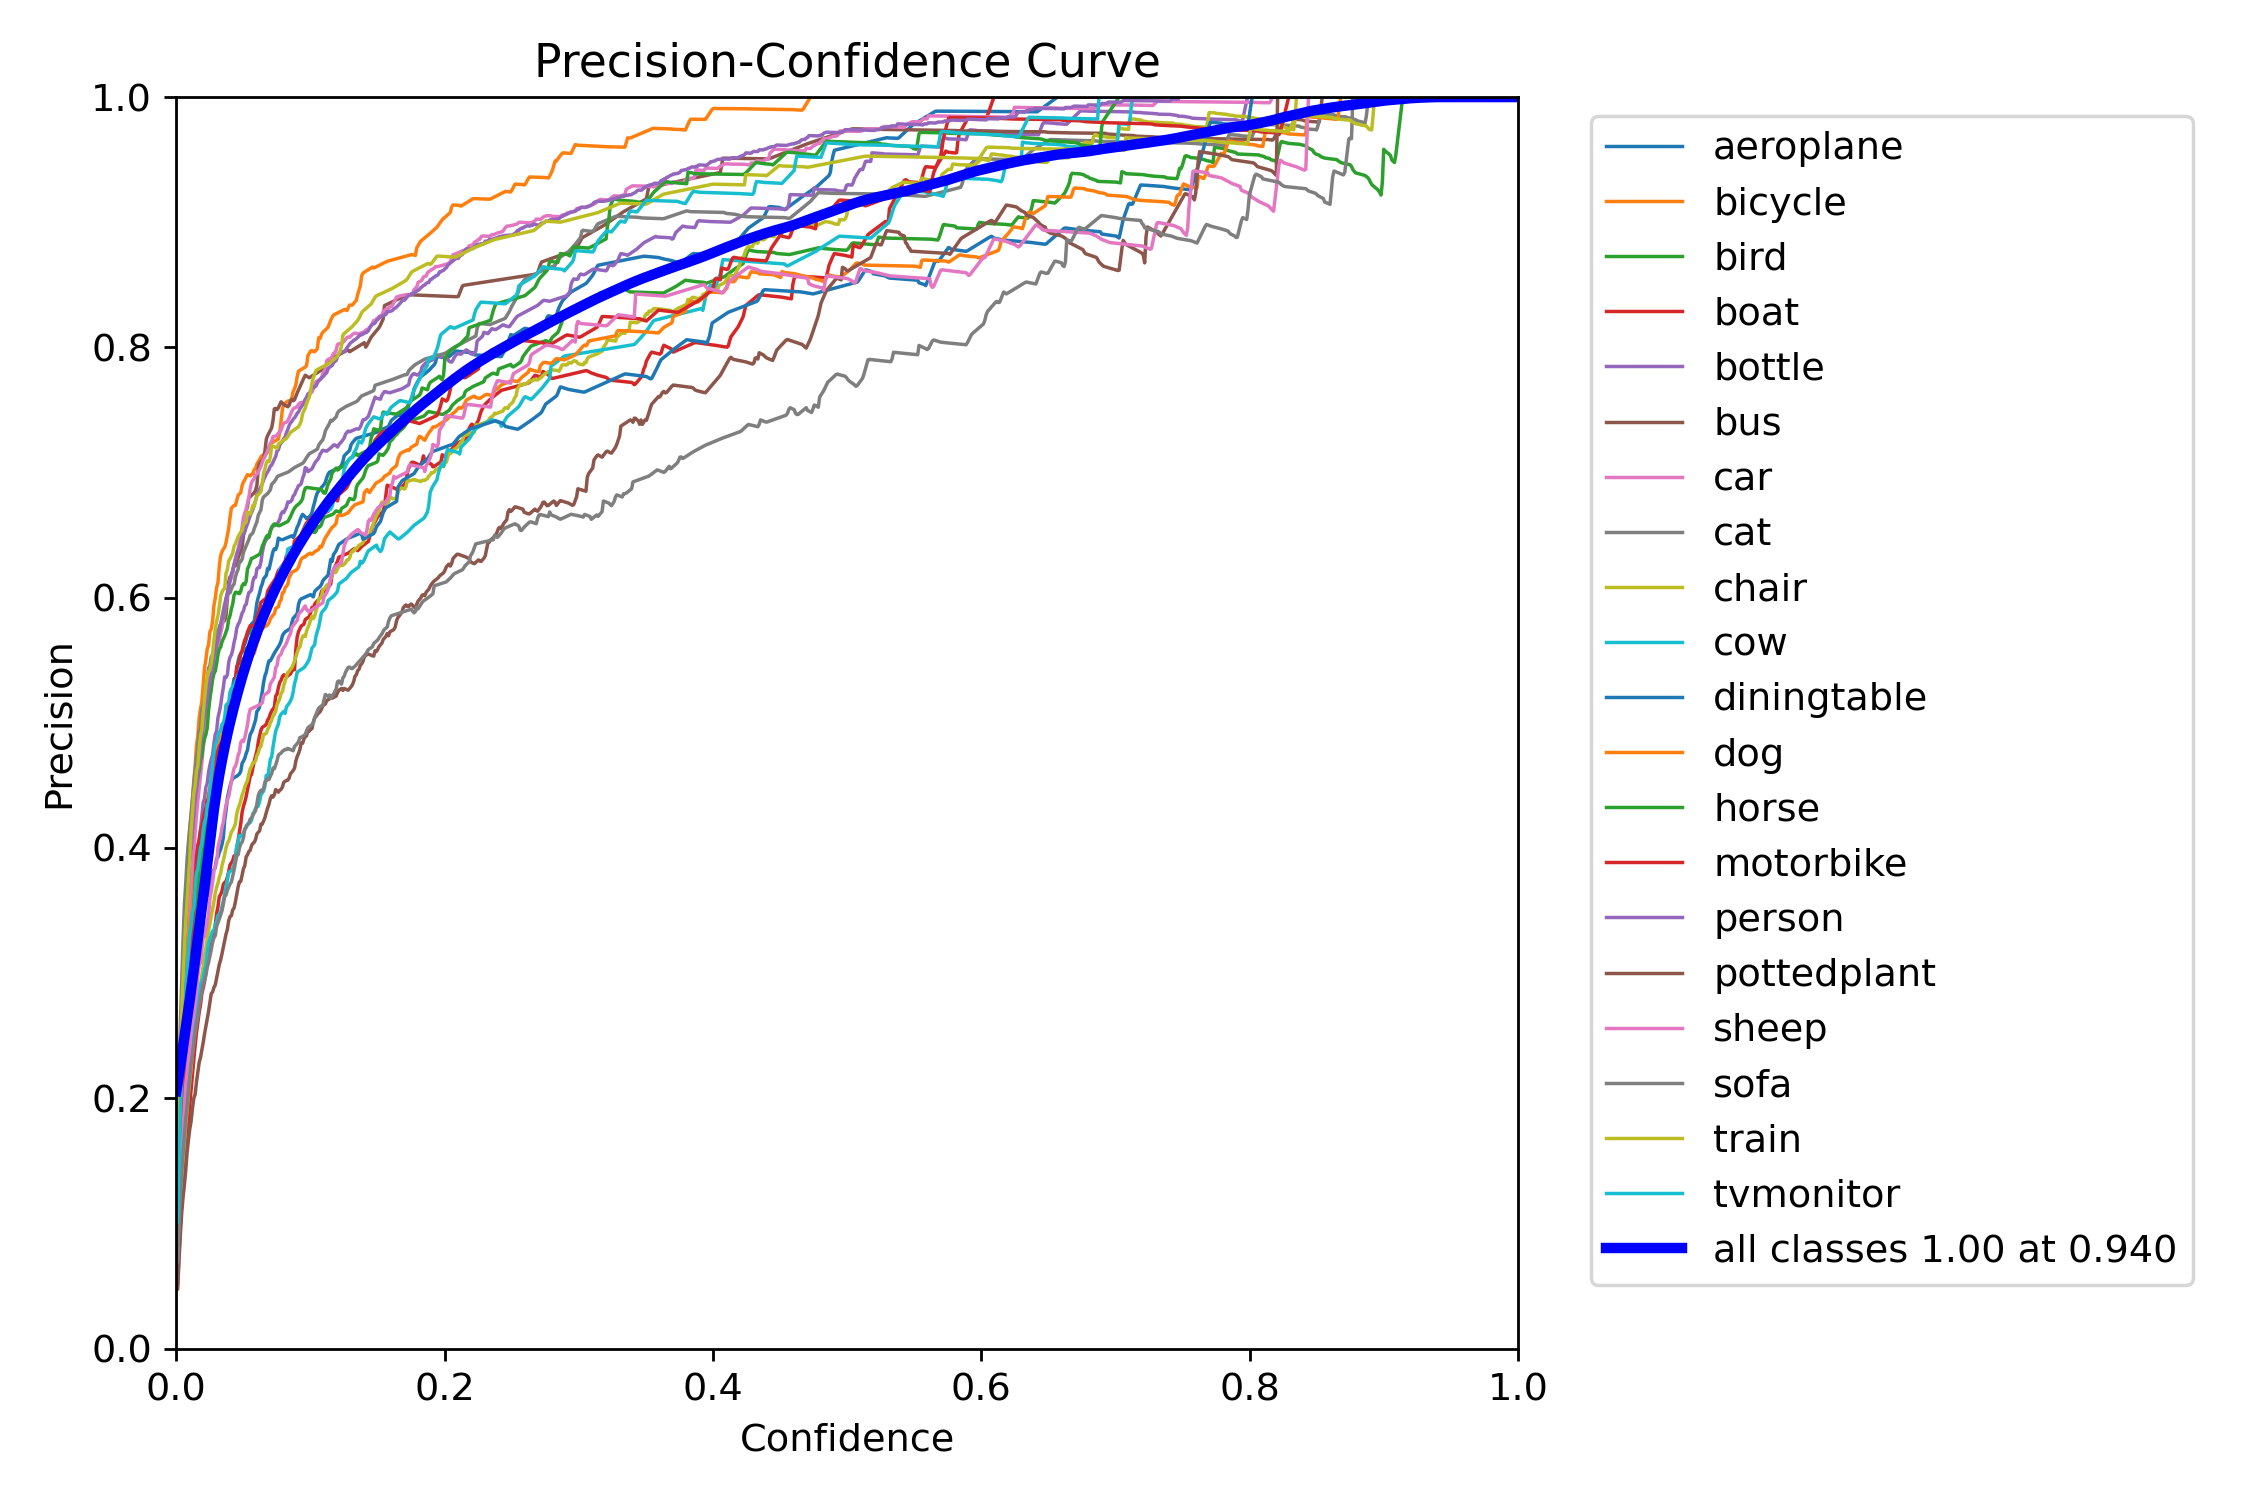 Precision-Confidence Curve
1.0
0.8
0.6
0.4
0.2
0.0
Precision
0.0 0.2 0.4 0.6 0.8 1.0
Confidence
aeroplane
bicycle
bird
boat
bottle
bus
car
cat
chair
cow
diningtable
dog
horse
motorbike
person
pottedplant
sheep
sofa
train
tvmonitor
all classes 1.00 at 0.940